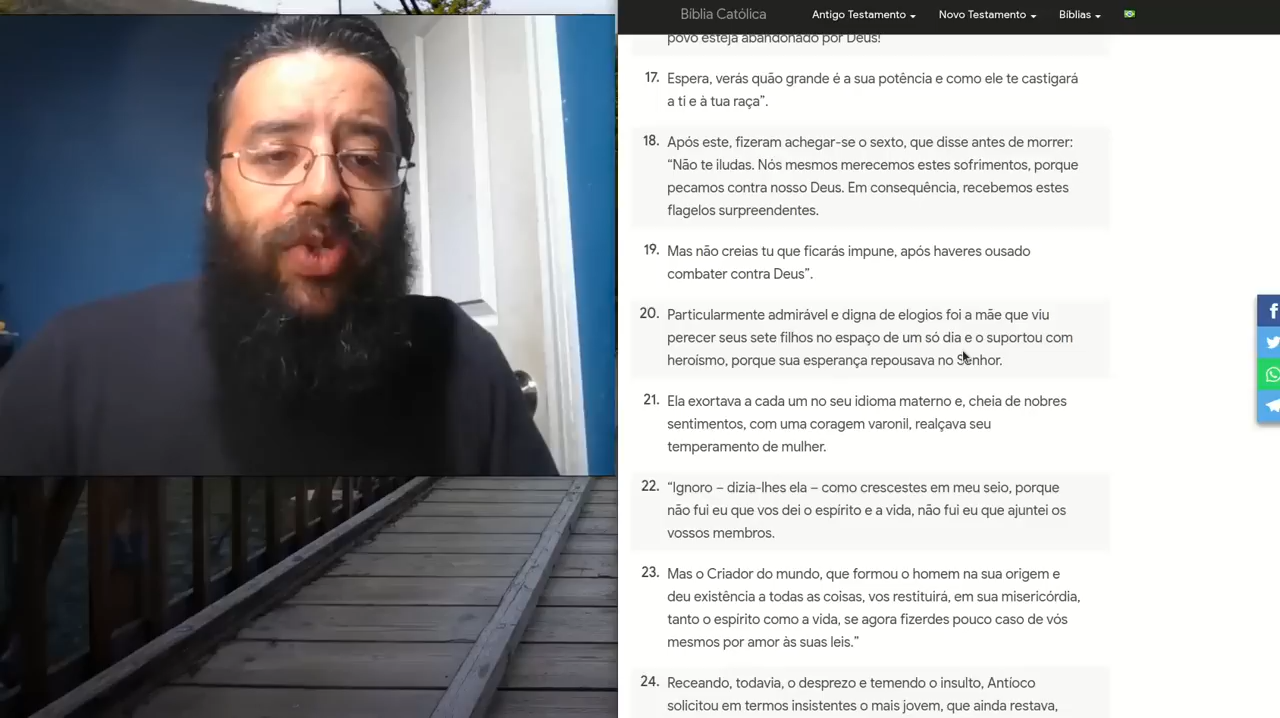 Bíblia Católica
Antigo Testamento
Novo Testamento
Bíblias
povo esteja abandonado por Deus!
17. Espera, verás quão grande é a sua potência e como ele te castigará
a ti e à tua raça”.
18. Após este, fizeram achegar-se o sexto, que disse antes de morrer:
“Não te iludas. Nós mesmos merecemos estes sofrimentos, porque
pecamos contra nosso Deus. Em consequência, recebemos estes
flagelos surpreendentes.
19. Mas não creias tu que ficarás impune, após haveres ousado
combater contra Deus”.
20. Particularmente admirável e digna de elogios foi a mãe que viu
perecer seus sete filhos no espaço de um só dia e o suportou com
heroísmo, porque sua esperança repousava no Senhor.
21. Ela exortava a cada um no seu idioma materno e, cheia de nobres
sentimentos, com uma coragem varonil, realçava seu
temperamento de mulher.
22. “Ignoro – dizia-lhes ela – como crescestes em meu seio, porque
não fui eu que vos dei o espírito e a vida, não fui eu que ajuntei os
vossos membros.
23. Mas o Criador do mundo, que formou o homem na sua origem e
deu existência a todas as coisas, vos restituirá, em sua misericórdia,
tanto o espírito como a vida, se agora fizerdes pouco caso de vós
mesmos por amor às suas leis.”
24. Receando, todavia, o desprezo e temendo o insulto, Antíoco
solicitou em termos insistentes o mais jovem, que ainda restava,